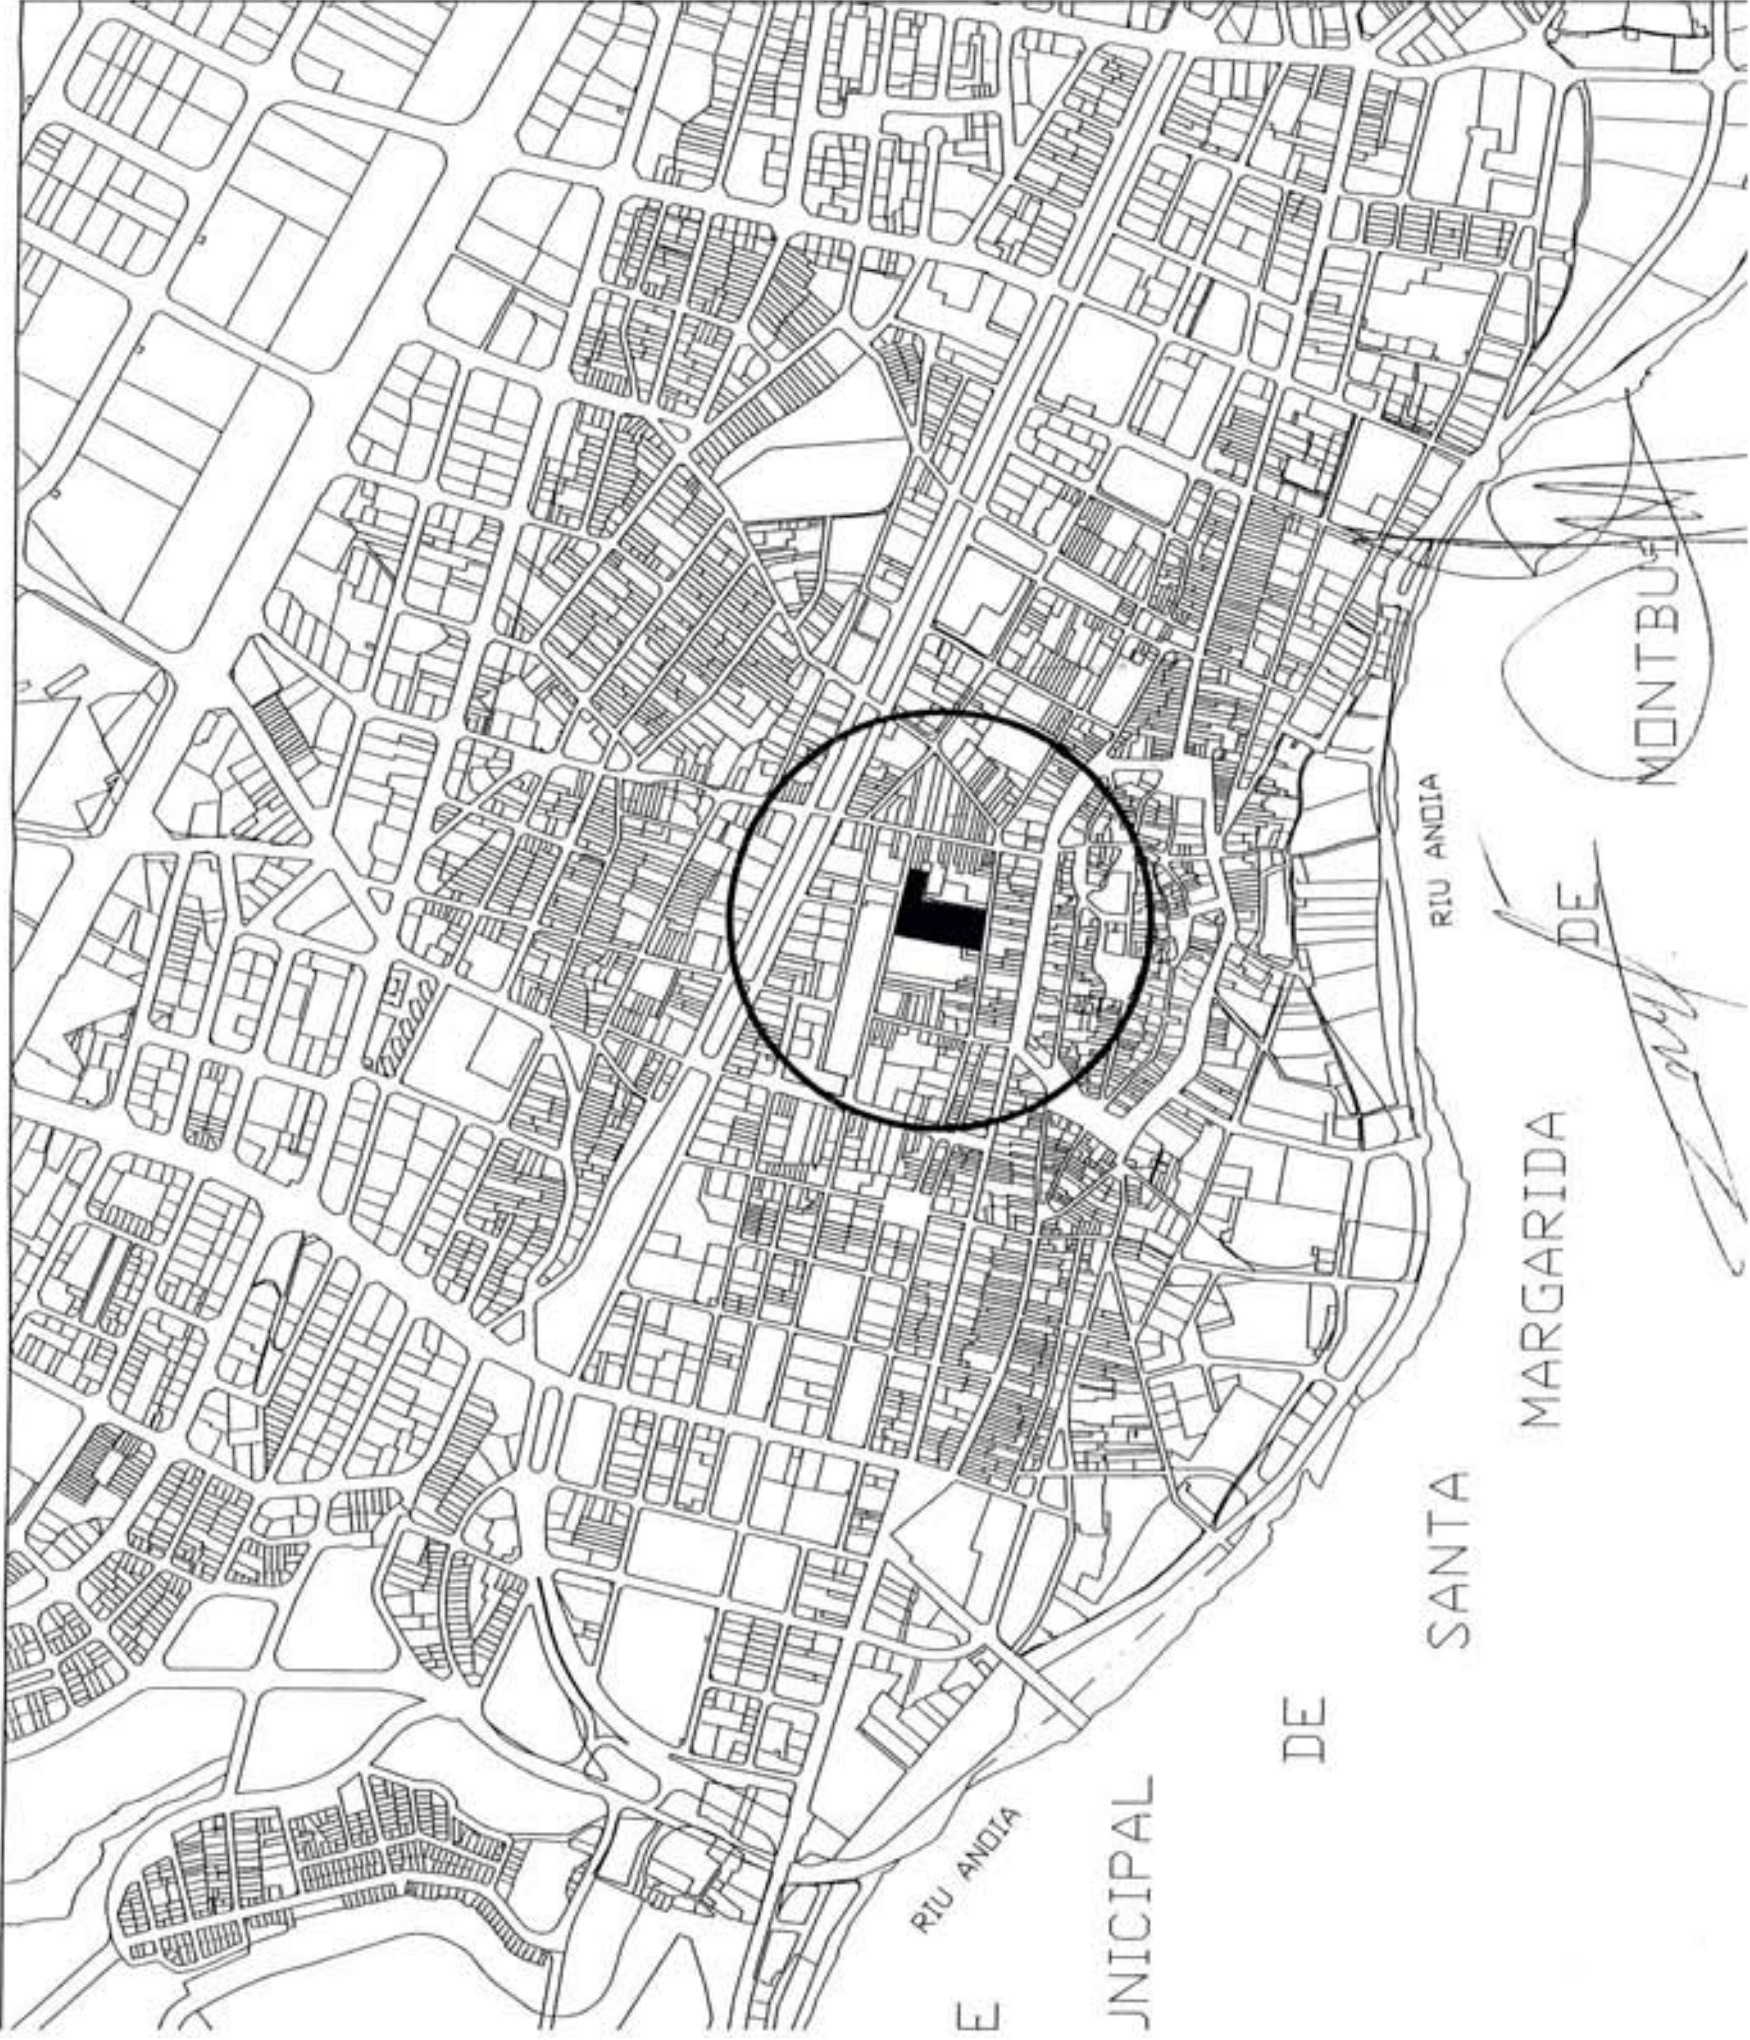 RIU ANOIA
RIU ANOIA
E
UNICIPAL
DE
SANTA
MARGARIDA
DE
MONTBUI